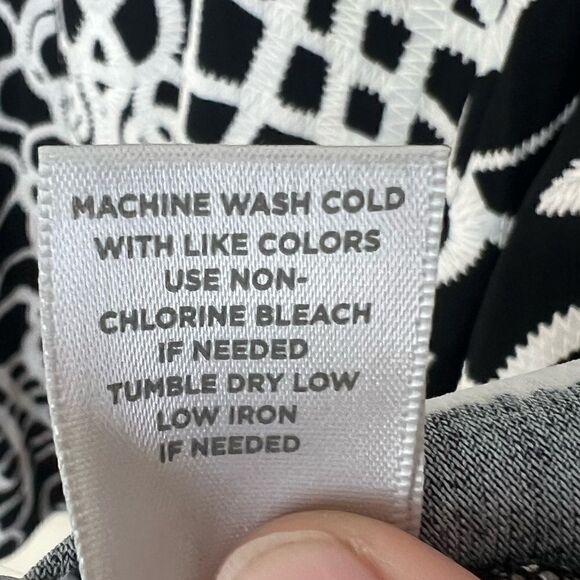 MACHINE WASH COLD
WITH LIKE COLORS
USE NON-
CHLORINE BLEACH
IF NEEDED
TUMBLE DRY LOW
LOW IRON
IF NEEDED